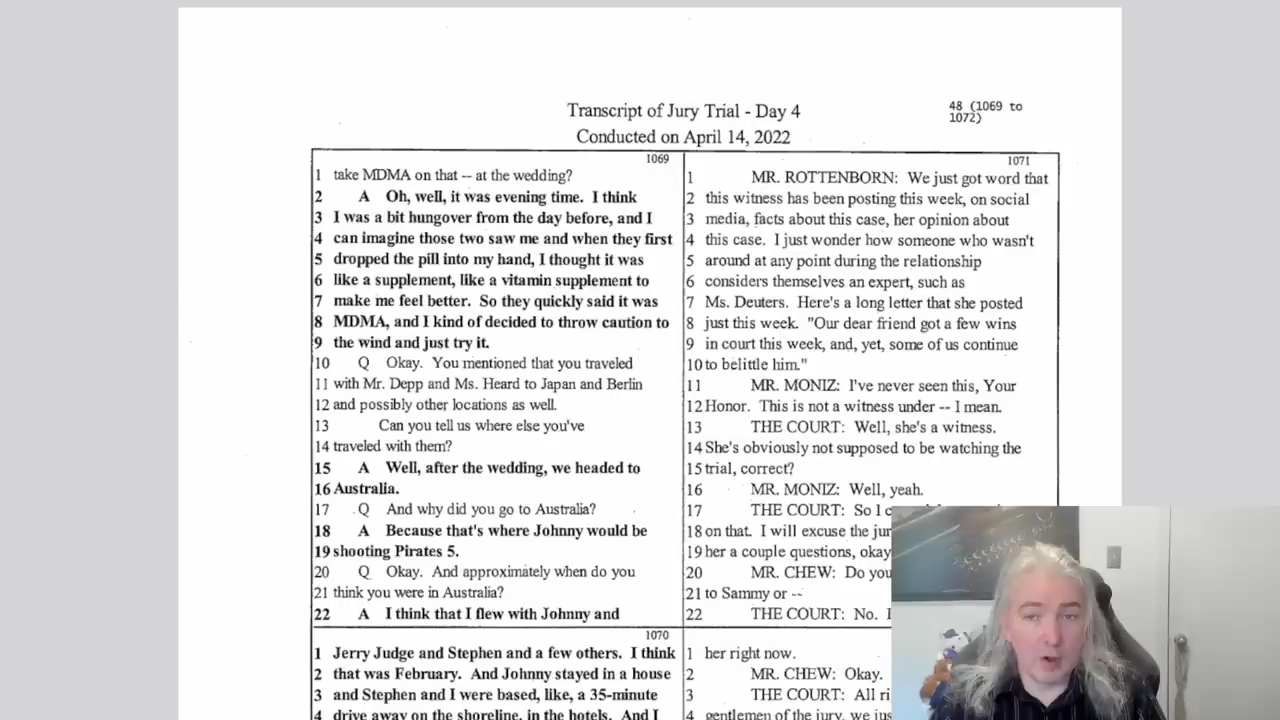 Transcript of Jury Trial - Day 4
Conducted on April 14, 2022
48 (1069 to
1072)
1069
1 take MDMA on that -- at the wedding?
2 A Oh, well, it was evening time. I think
3 I was a bit hungover from the day before, and I
4 can imagine those two saw me and when they first
5 dropped the pill into my hand, I thought it was
6 like a supplement, like a vitamin supplement to
7 make me feel better. So they quickly said it was
8 MDMA, and I kind of decided to throw caution to
9 the wind and just try it.
10 Q Okay. You mentioned that you traveled
11 with Mr. Depp and Ms. Heard to Japan and Berlin
12 and possibly other locations as well.
13 Can you tell us where else you've
14 traveled with them?
15 A Well, after the wedding, we headed to
16 Australia.
17 Q And why did you go to Australia?
18 A Because that's where Johnny would be
19 shooting Pirates 5.
20 Q Okay. And approximately when do you
21 think you were in Australia?
22 A I think that I flew with Johnny and
1070
1 Jerry Judge and Stephen and a few others. I think
2 that was February. And Johnny stayed in a house
3 and Stephen and I were based, like, a 35-minute
4 drive away on the shoreline, in the hotels. And I
1071
1 MR. ROTTENBORN: We just got word that
2 this witness has been posting this week, on social
3 media, facts about this case, her opinion about
4 this case. I just wonder how someone who wasn't
5 around at any point during the relationship
6 considers themselves an expert, such as
7 Ms. Deuters. Here's a long letter that she posted
8 just this week. "Our dear friend got a few wins
9 in court this week, and, yet, some of us continue
10 to belittle him."
11 MR. MONIZ: I've never seen this, Your
12 Honor. This is not a witness under -- I mean.
13 THE COURT: Well, she's a witness.
14 She's obviously not supposed to be watching the
15 trial, correct?
16 MR. MONIZ: Well, yeah.
17 THE COURT: So I
18 on that. I will excuse the
19 her a couple questions, okay
20 MR. CHEW: Do you
21 to Sammy or --
22 THE COURT: No.
1 her right now.
2 MR. CHEW: Okay.
3 THE COURT: All
4 gentlemen of the jury, we